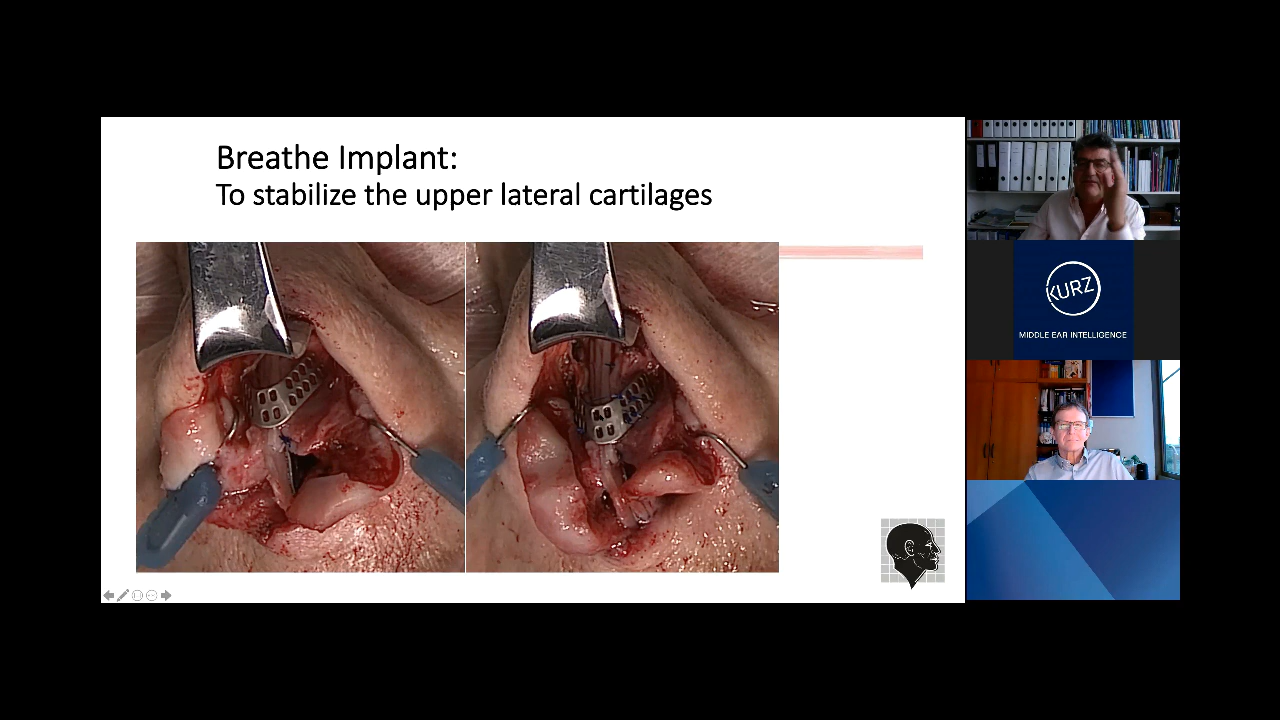 Breathe Implant:
To stabilize the upper lateral cartilages
KURZ
MIDDLE EAR INTELLIGENCE